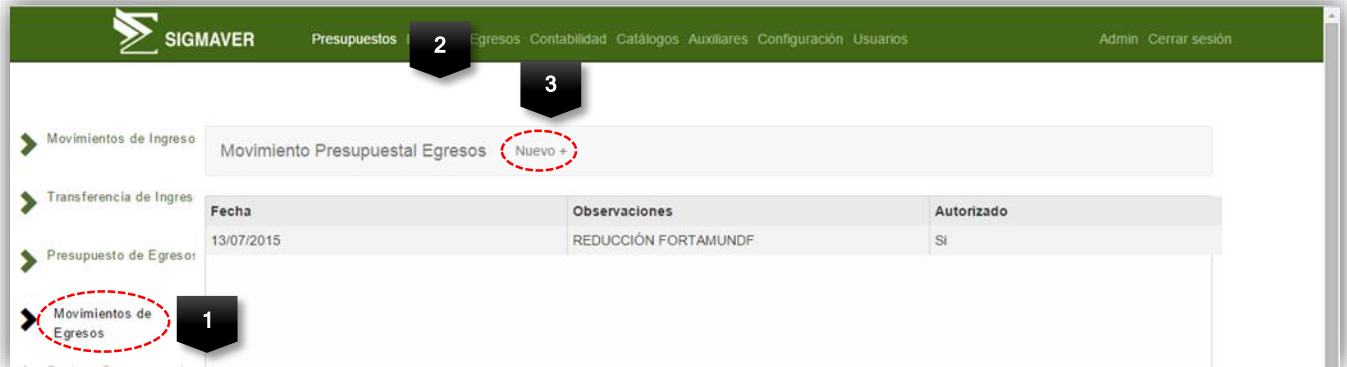 SIGMAVER
Presupuestos Egresos Contabilidad Catálogos Auxiliares Configuración Usuarios Admin Cerrar sesión
2
3
Movimientos de Ingreso
Movimiento Presupuestal Egresos Nuevo +
Transferencia de Ingres
Fecha Observaciones Autorizado
13/07/2015 REDUCCIÓN FORTAMUNDF Si
Presupuesto de Egresos
Movimientos de
Egresos
1